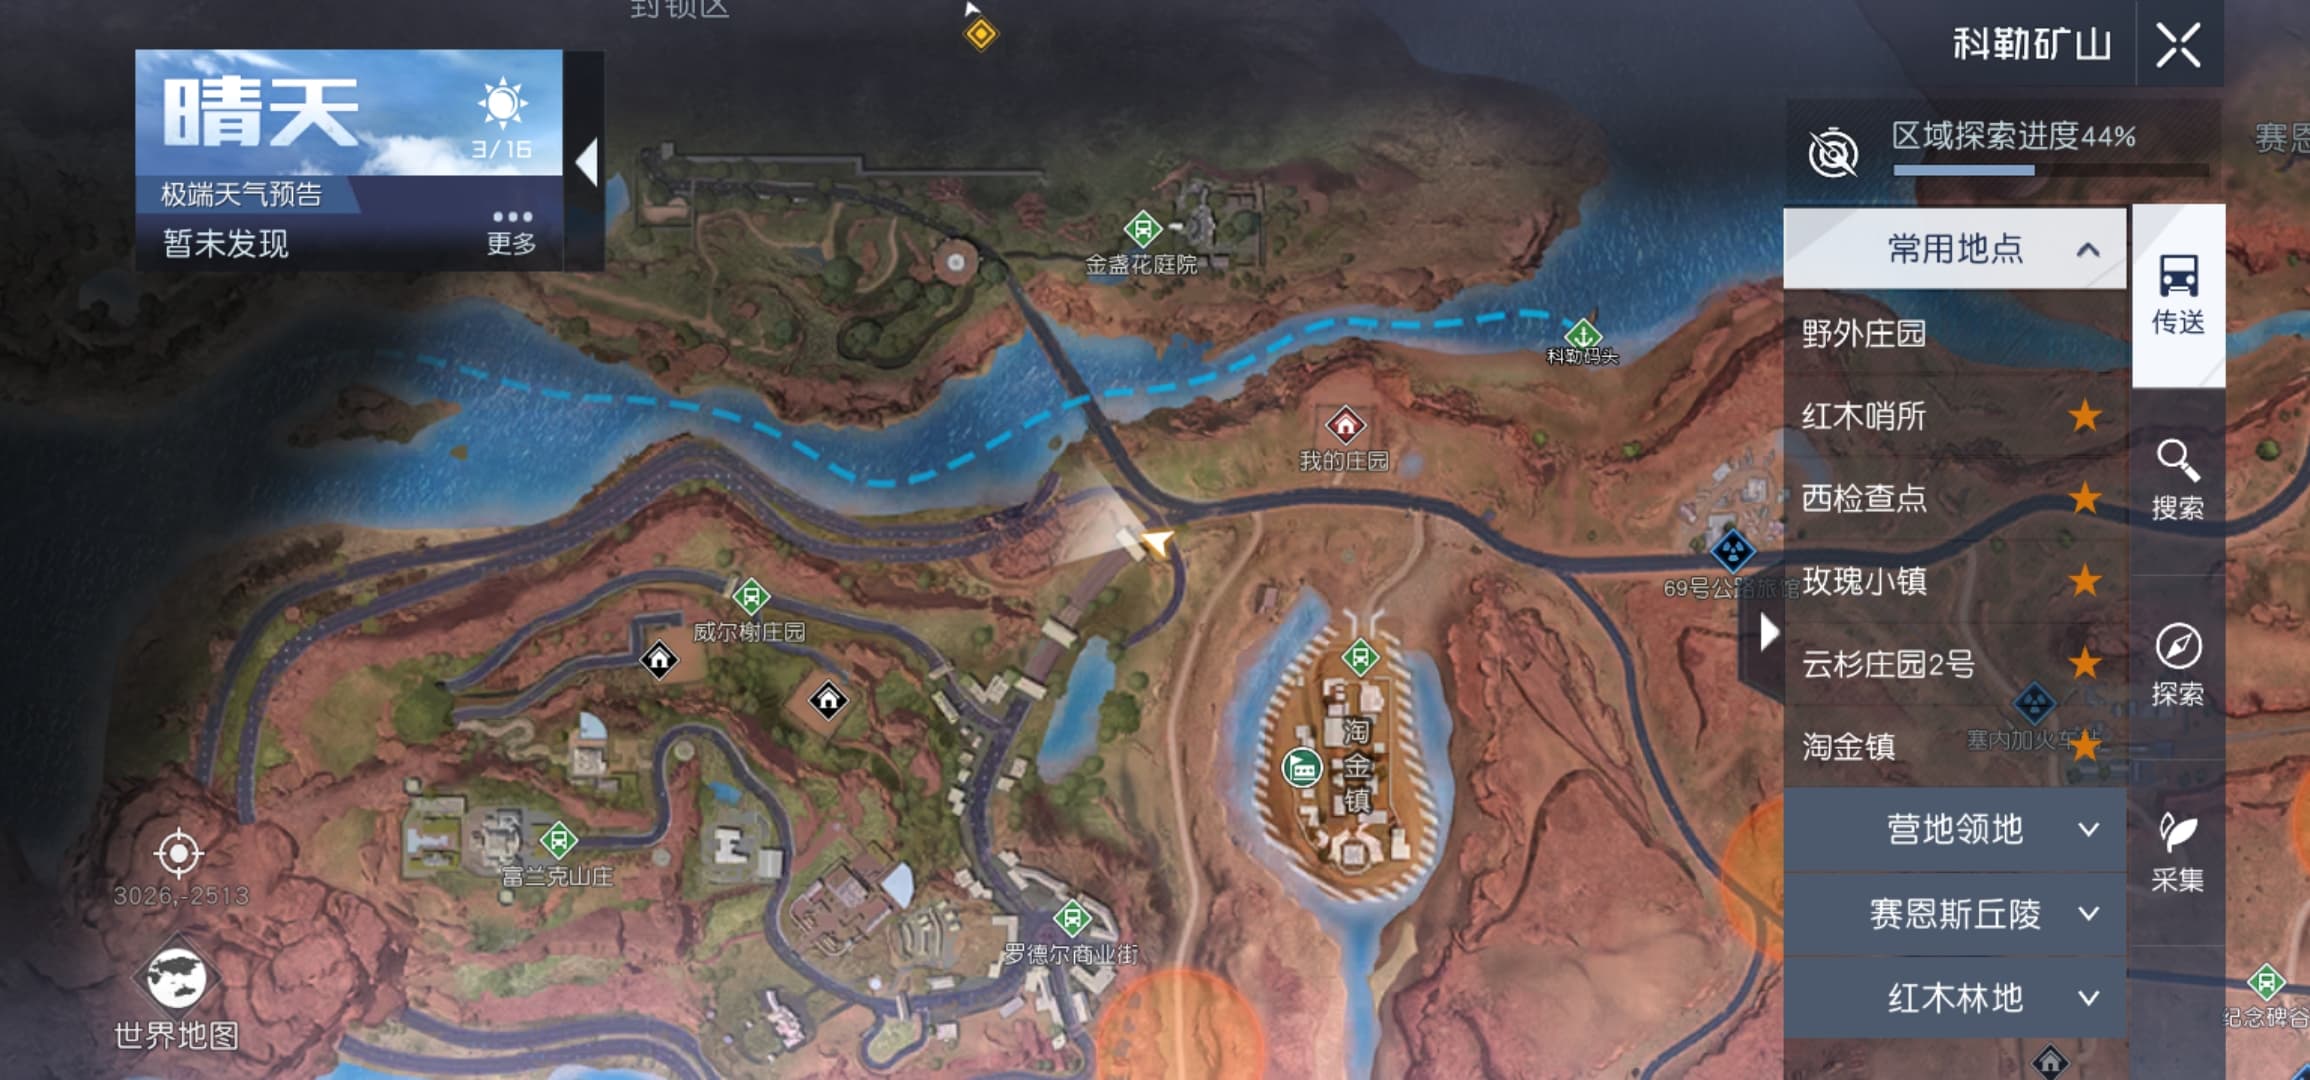 封锁区
科勒矿山
晴天
3/16
极端天气预告
暂未发现
更多
区域探索进度44%
赛恩
常用地点
传送
金盏花庭院
科勒码头
野外庄园
红木哨所
我的庄园
西检查点
搜索
69号公路旅馆
玫瑰小镇
威尔榭庄园
云杉庄园2号
探索
淘金镇
塞内加火车站
淘金镇
营地领地
富兰克山庄
采集
3026,-2513
赛恩斯丘陵
罗德尔商业街
红木林地
纪念碑谷
世界地图